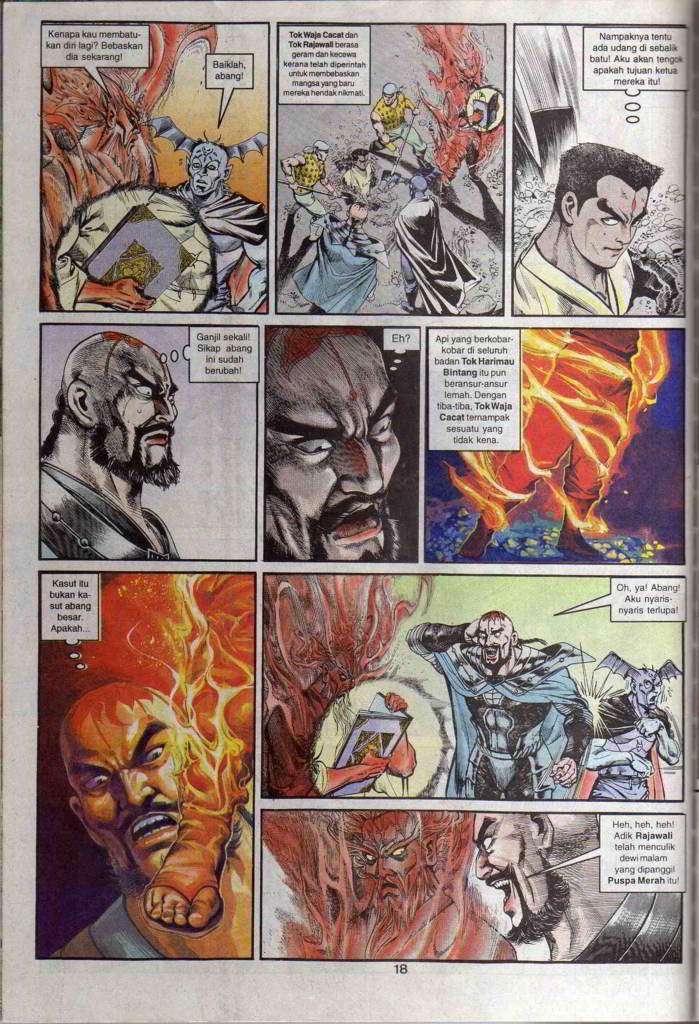 Kenapa kau membatu-
kan diri lagi? Bebaskan
dia sekarang!
Baiklah,
abang!
Tok Waja Cacat dan
Tok Rajawali berasa
geram dan kecewa
kerana telah diperintah
untuk membebaskan
mangsa yang baru
mereka hendak nikmati.
Nampaknya tentu
ada udang di sebalik
batu! Aku akan tengok
apakah tujuan ketua
mereka itu!
Ganjil sekali!
Sikap abang
ini sudah
berubah!
Eh?
Api yang berkobar-
kobar di seluruh
badan Tok Harimau
Bintang itu pun
beransur-ansur
lemah. Dengan
tiba-tiba, Tok Waja
Cacat ternampak
sesuatu yang
tidak kena.
Kasut itu
bukan ka-
sut abang
besar.
Apakah...
Oh, ya! Abang!
Aku nyaris-
nyaris terlupa!
Heh, heh, heh!
Adik Rajawali
telah menculik
dewi malam
yang dipanggil
Puspa Merah itu!
18